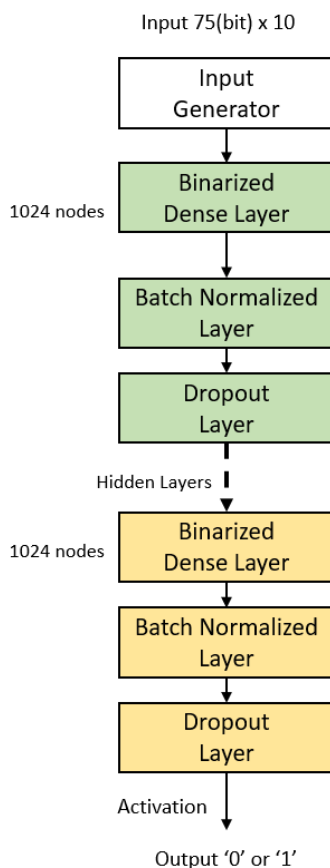 Input 75(bit) x 10
Input
Generator
Binarized
Dense Layer
1024 nodes
Batch Normalized
Layer
Dropout
Layer
Hidden Layers
Binarized
Dense Layer
1024 nodes
Batch Normalized
Layer
Dropout
Layer
Activation
Output ‘0’ or ‘1’